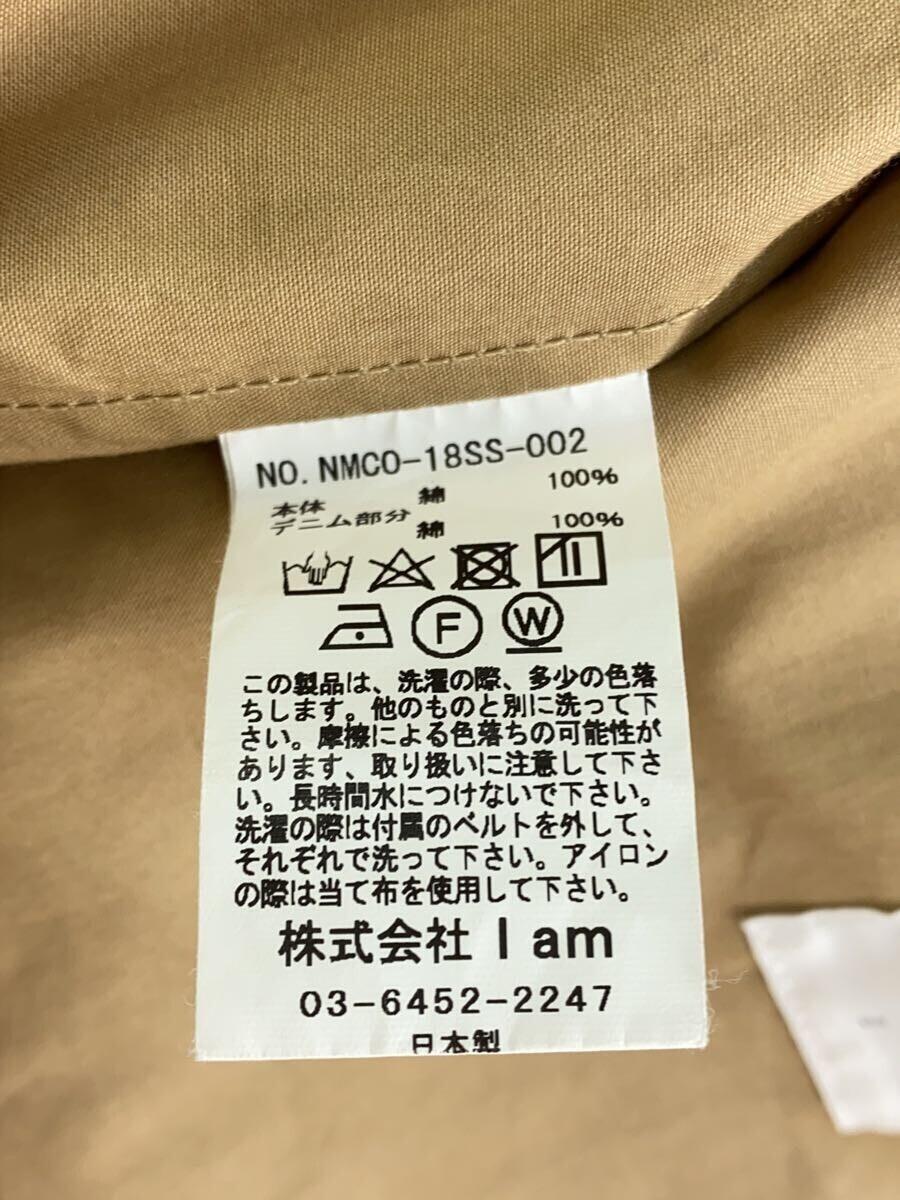 NO. NMCO-18SS-002
本体 綿 100%
デニム部分 綿 100%
F W
この製品は、洗濯の際、多少の色落
ちします。他のものと別に洗って下
さい。摩擦による色落ちの可能性が
あります、取り扱いに注意して下さ
い。長時間水につけないで下さい。
洗濯の際は付属のベルトを外して、
それぞれで洗って下さい。アイロン
の際は当て布を使用して下さい。
株式会社 I am
03-6452-2247
日本製